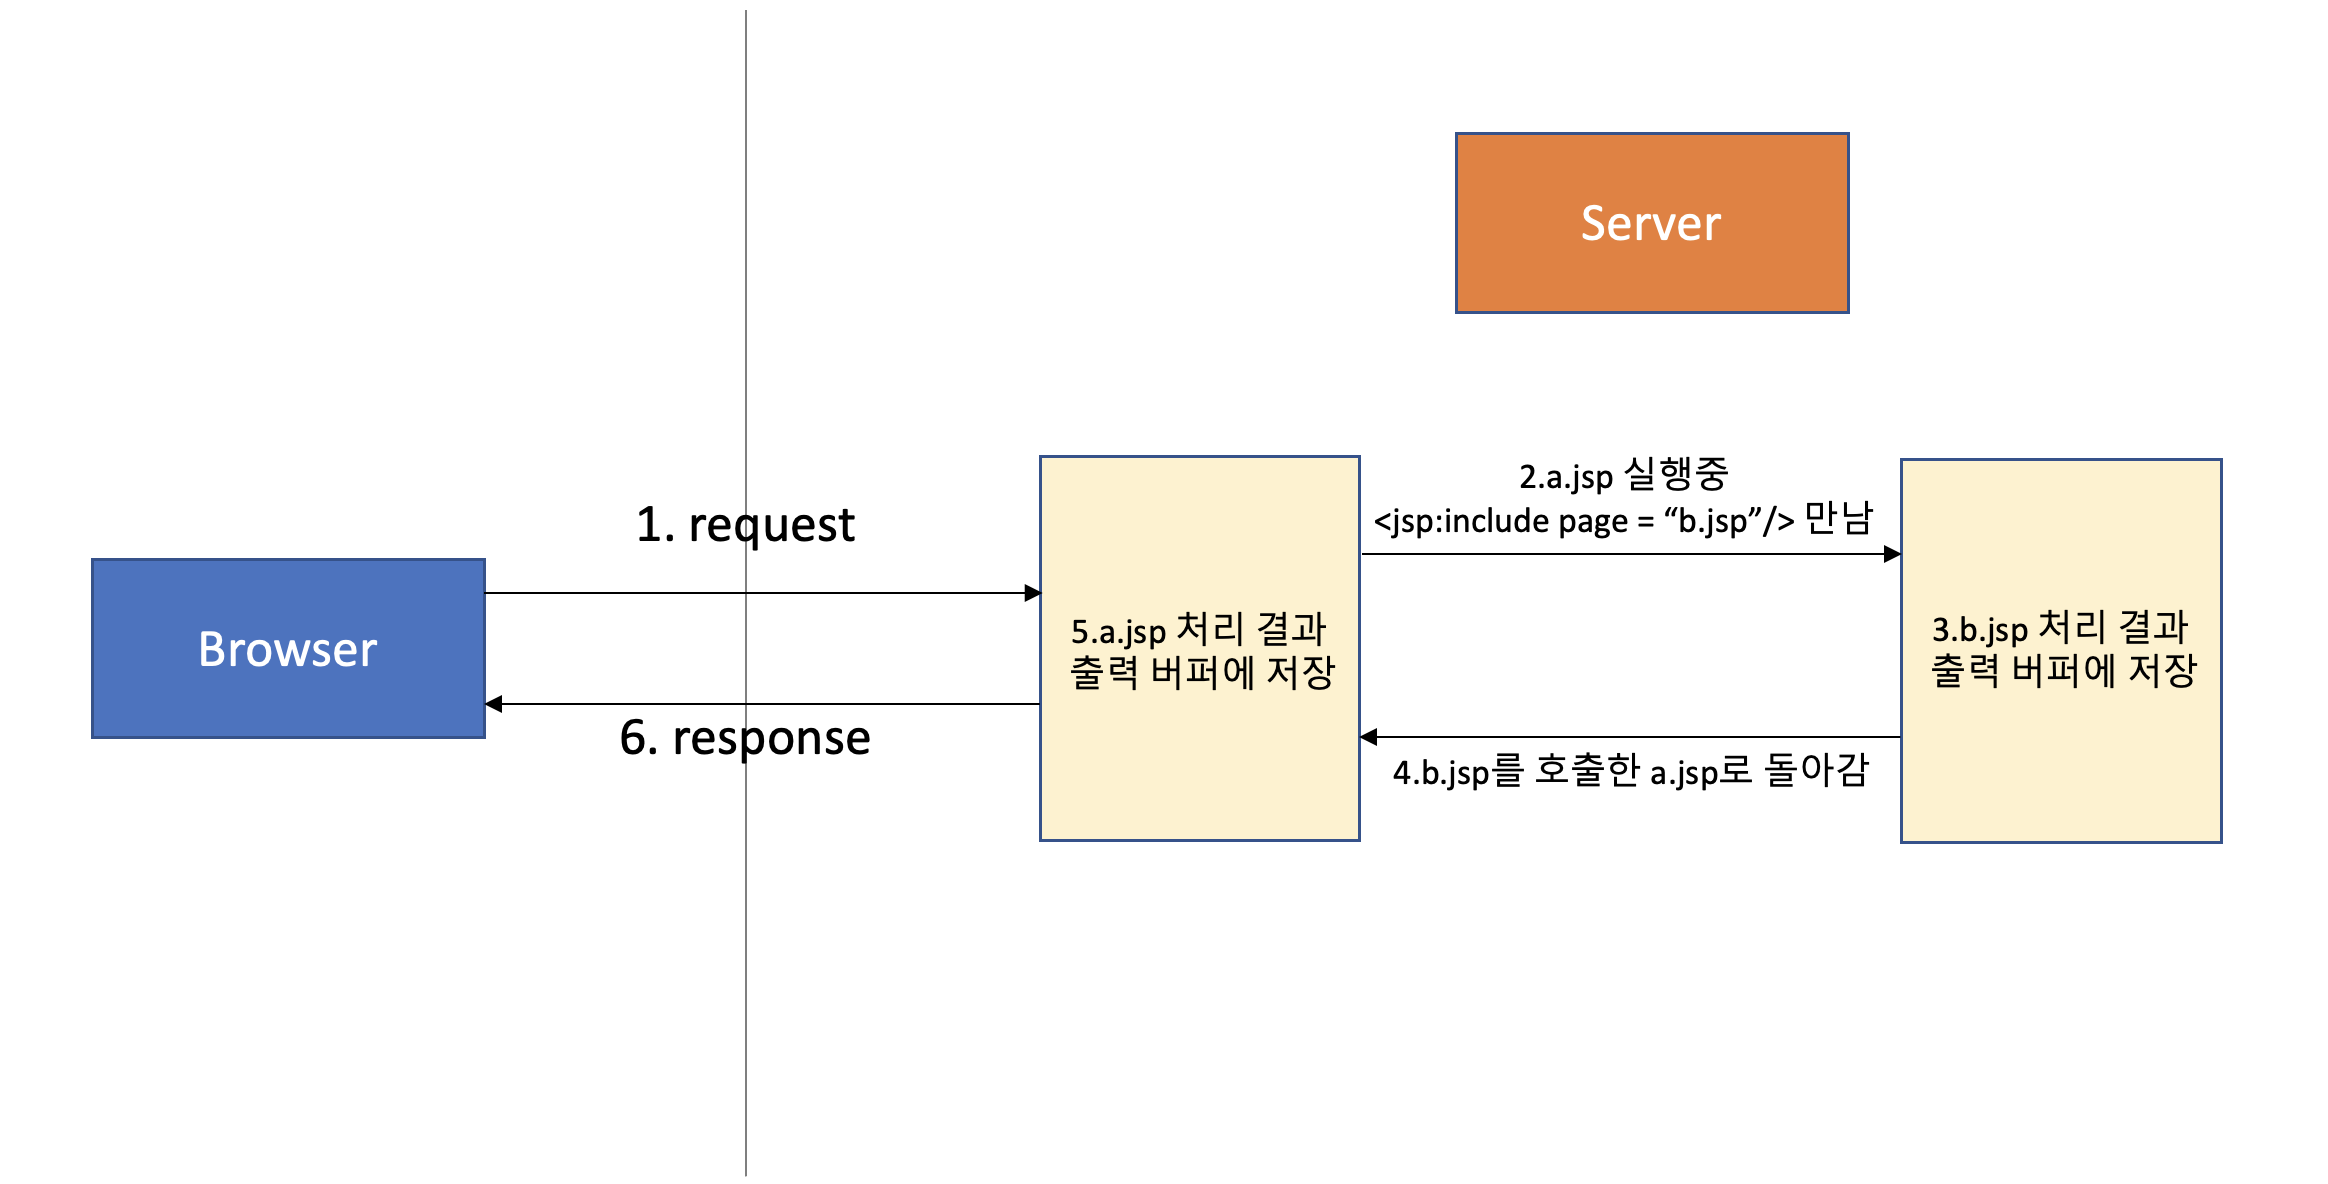 Server
2.a.jsp 실행중
<jsp:include page = “b.jsp”/> 만남
1. request
Browser
5.a.jsp 처리 결과
출력 버퍼에 저장
3.b.jsp 처리 결과
출력 버퍼에 저장
6. response
4.b.jsp를 호출한 a.jsp로 돌아감